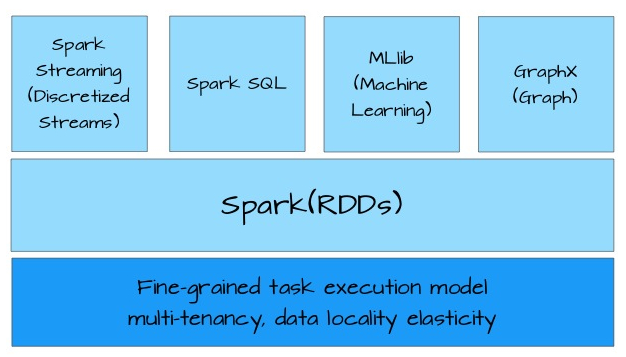 Spark
Streaming
(Discretized
Streams)
Spark SQL
MLlib
(Machine
Learning)
GraphX
(Graph)
Spark(RDDs)
Fine-grained task execution model
multi-tenancy, data locality elasticity